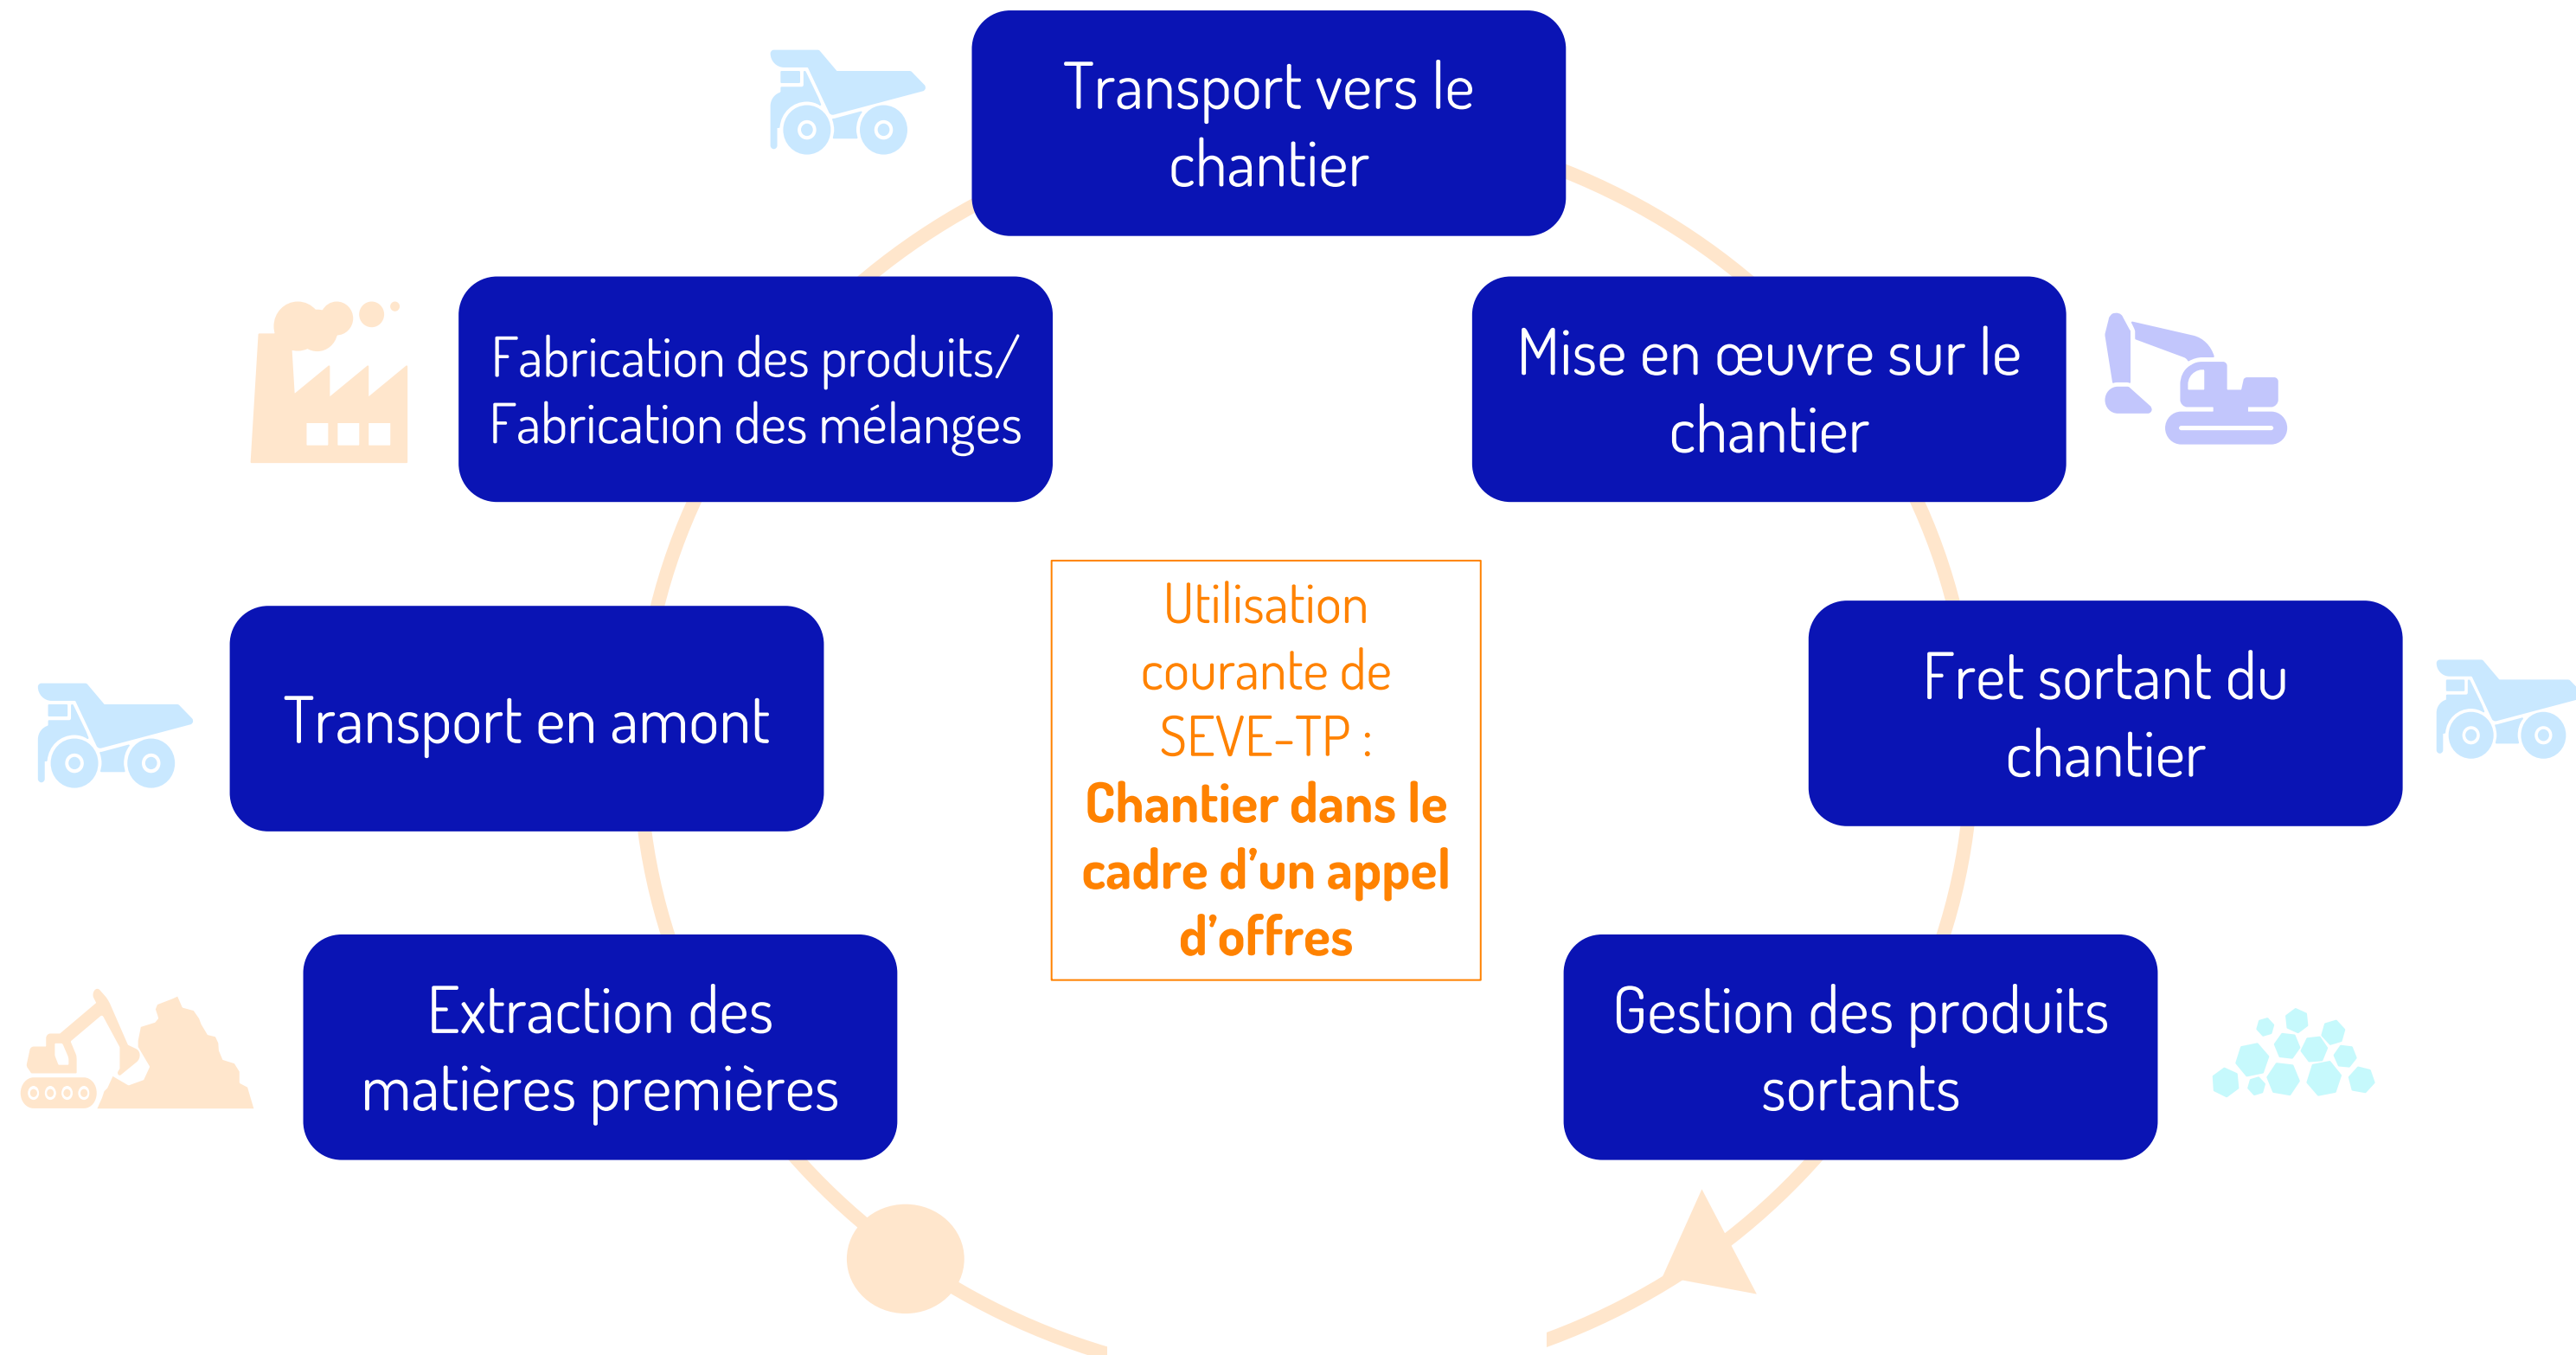 Transport vers le
chantier
Fabrication des produits/
Fabrication des mélanges
Mise en œuvre sur le
chantier
Utilisation
courante de
SEVE-TP :
Chantier dans le
cadre d’un appel
d’offres
Transport en amont
Fret sortant du
chantier
Extraction des
matières premières
Gestion des produits
sortants